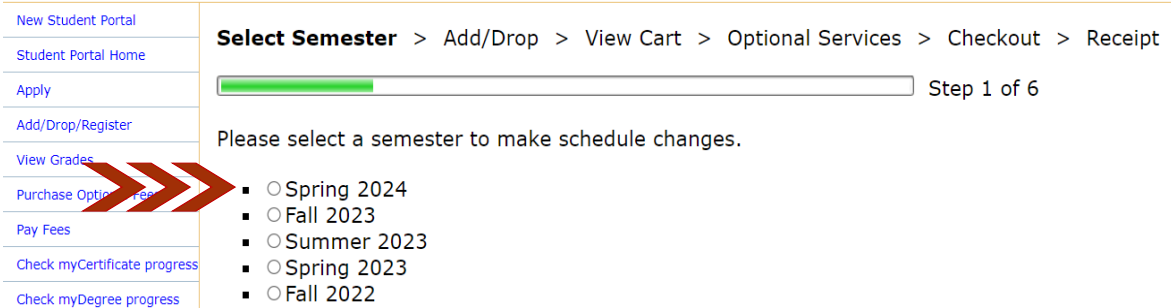 New Student Portal
Student Portal Home
Apply
Add/Drop/Register
View Grades
Purchase Fee
Pay Fees
Check myCertificate progress
Check myDegree progress
Select Semester > Add/Drop > View Cart > Optional Services > Checkout > Receipt
Step 1 of 6
Please select a semester to make schedule changes.
Spring 2024
Fall 2023
Summer 2023
Spring 2023
Fall 2022